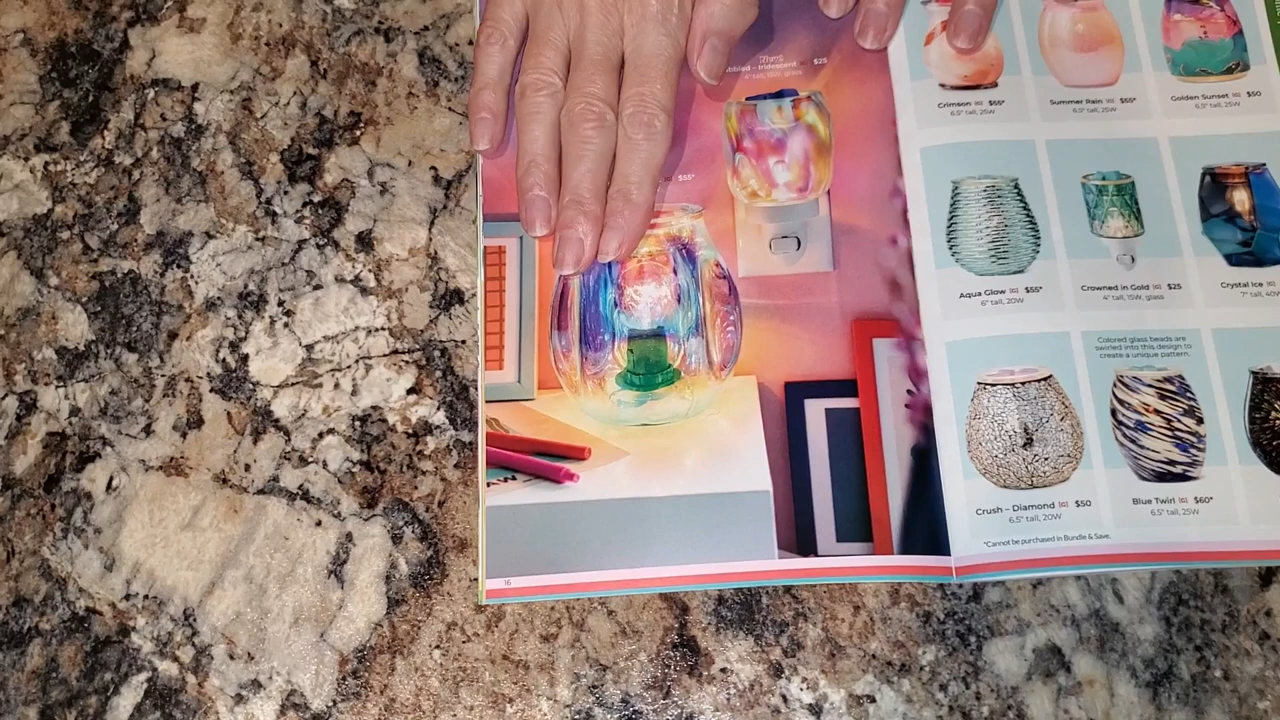 THIS
bbled – Iridescent [G] $25
4" tall, 15W, glass
[G] $55*
16
Crimson [G] $55*
6.5" tall, 25W
Summer Rain [G] $55*
6.5" tall, 25W
Golden Sunset [G] $50
6.5" tall, 25W
Aqua Glow [G] $55*
6" tall, 20W
Crowned in Gold [G] $25
4" tall, 15W, glass
Crystal Ice [G]
7" tall, 40W
Colored glass beads are
swirled into this design to
create a unique pattern.
Crush – Diamond [G] $50
6.5" tall, 20W
Blue Twirl [G] $60*
6.5" tall, 25W
*Cannot be purchased in Bundle & Save.